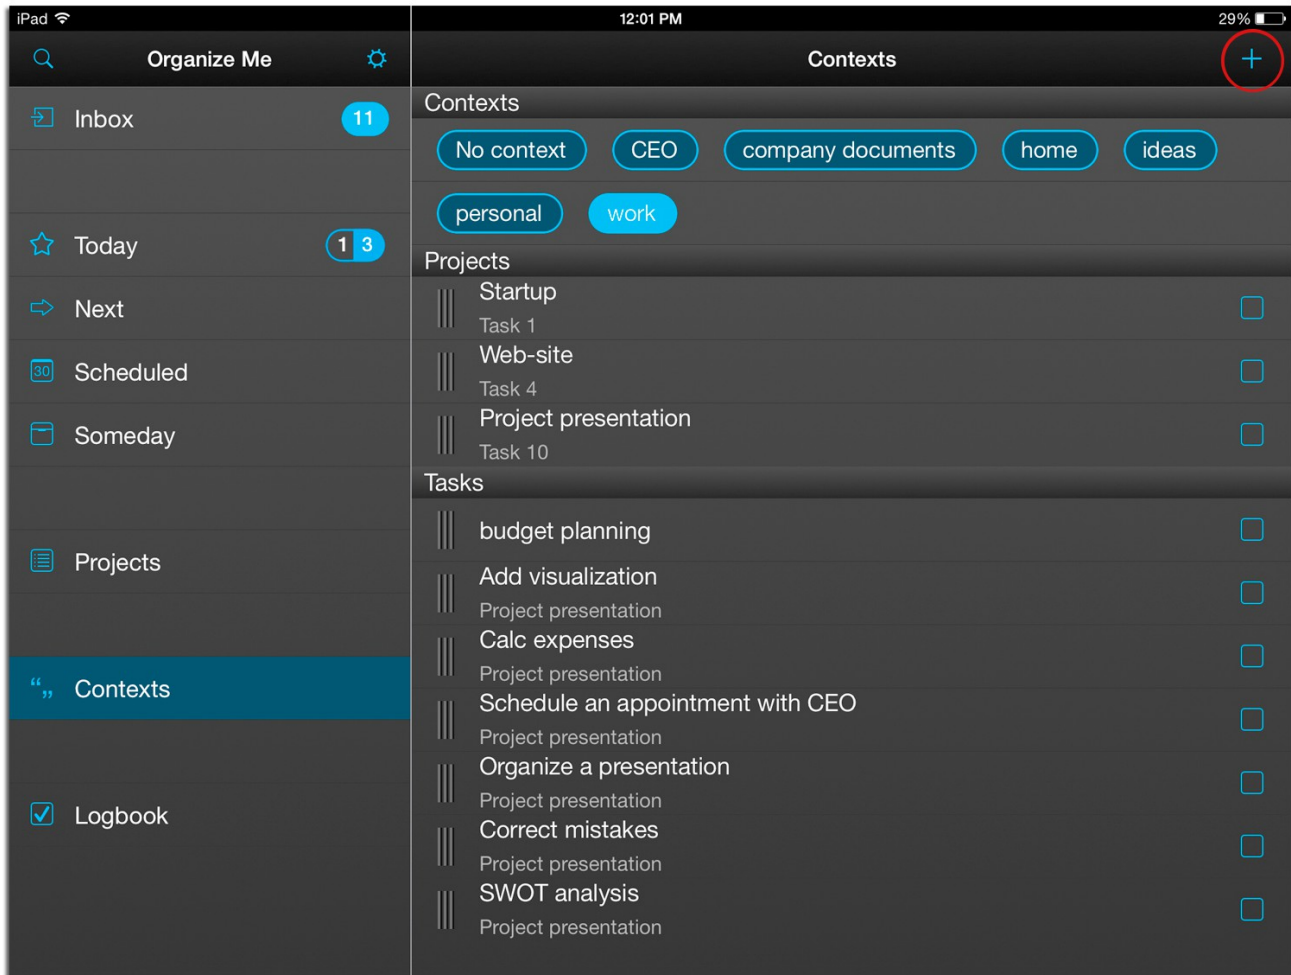 iPad
12:01 PM
29%
Organize Me
Contexts
Inbox
11
Today
1 3
Next
30
Scheduled
Someday
Projects
“„
Contexts
Logbook
Contexts
No context
CEO
company documents
home
ideas
personal
work
Projects
Startup
Task 1
Web-site
Task 4
Project presentation
Task 10
Tasks
budget planning
Add visualization
Project presentation
Calc expenses
Project presentation
Schedule an appointment with CEO
Project presentation
Organize a presentation
Project presentation
Correct mistakes
Project presentation
SWOT analysis
Project presentation